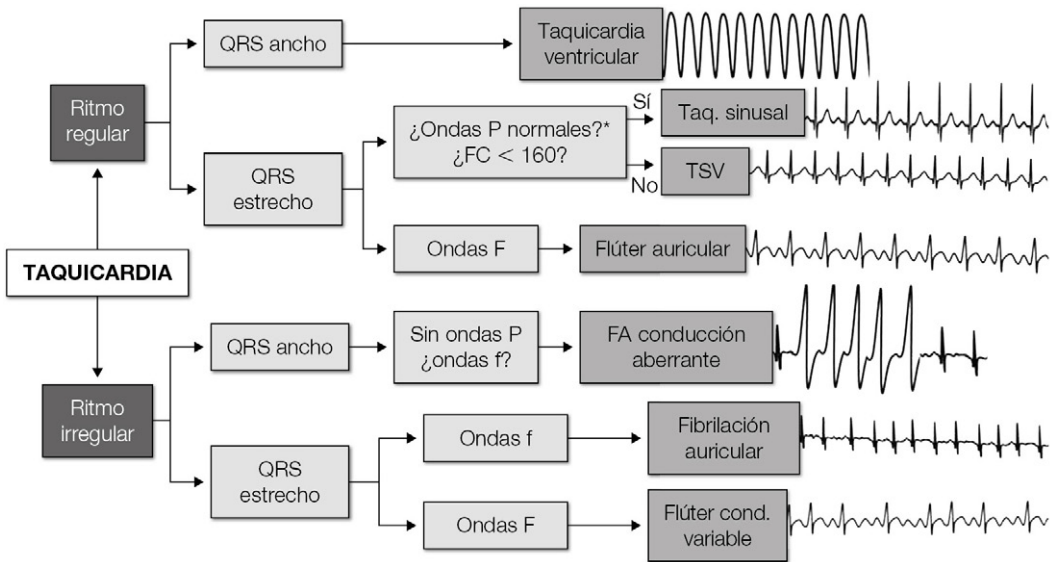 TAQUICARDIA
Ritmo
regular
QRS ancho
Taquicardia
ventricular
QRS
estrecho
¿Ondas P normales?*
¿FC < 160?
Sí
Taq. sinusal
No
TSV
Ondas F
Flúter auricular
Ritmo
irregular
QRS ancho
Sin ondas P
¿ondas f?
FA conducción
aberrante
QRS
estrecho
Ondas f
Fibrilación
auricular
Ondas F
Flúter cond.
variable